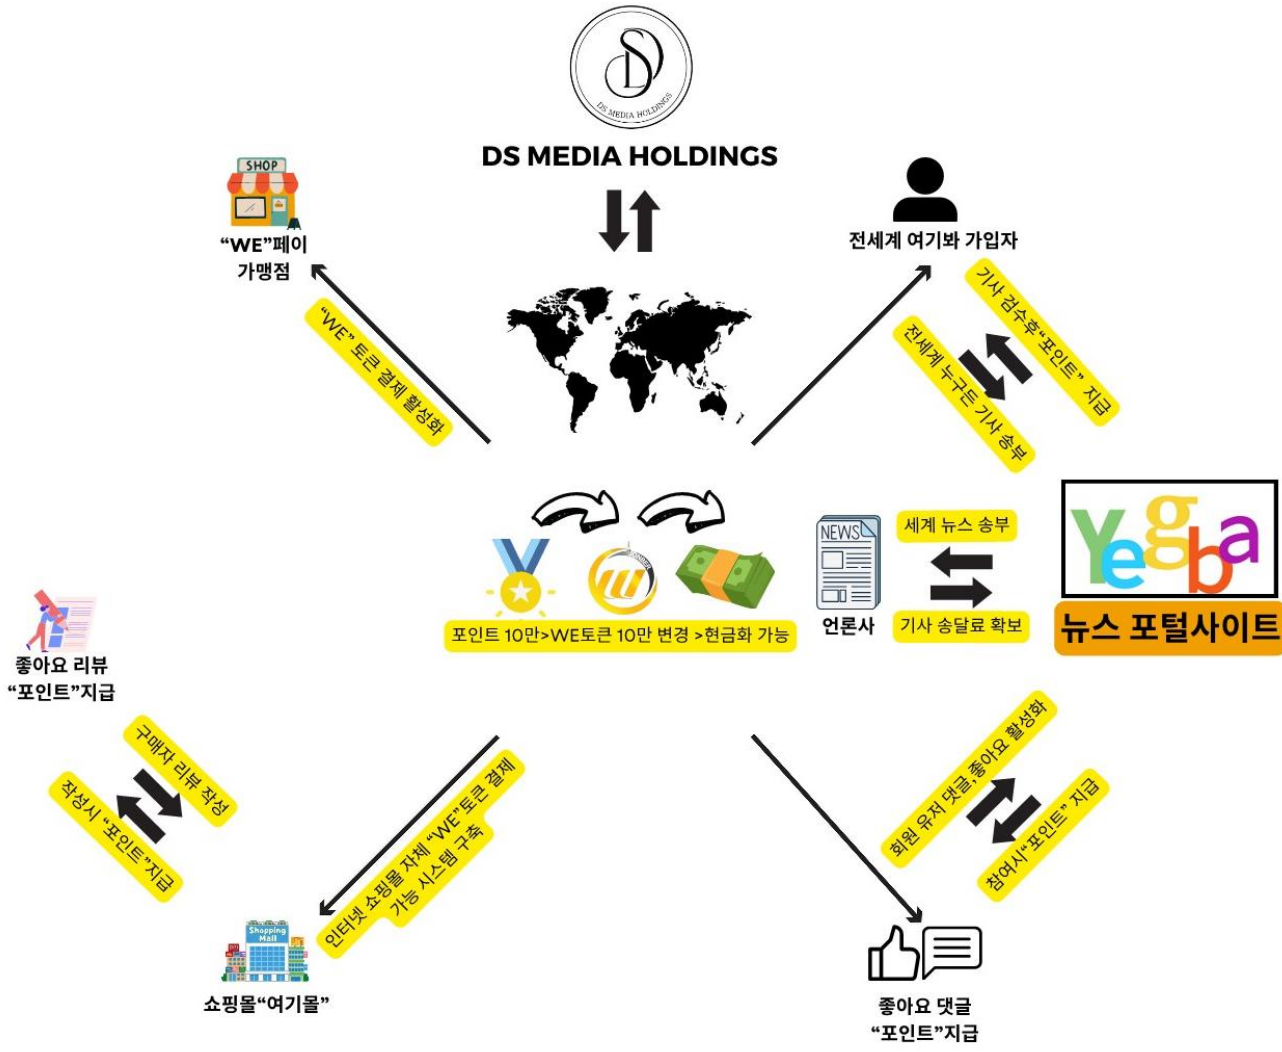 DS MEDIA HOLDINGS
DS MEDIA HOLDINGS
SHOP
“WE”페이
가맹점
“WE” 토큰 결제 활성화
전세계 여기봐 가입자
기사 검수후“포인트” 지급
전세계 누구든 기사 송부
포인트 10만>WE토큰 10만 변경 >현금화 가능
NEWS
언론사
세계 뉴스 송부
기사 송달료 확보
Yegba
뉴스 포털사이트
좋아요 리뷰
“포인트”지급
구매자 리뷰 작성
작성시 “포인트”지급
인터넷 쇼핑몰 자체 “WE”토큰 결제
가능 시스템 구축
Shopping
Mall
쇼핑몰“여기몰”
회원 유저 댓글,좋아요 활성화
참여시“포인트” 지급
좋아요 댓글
“포인트”지급